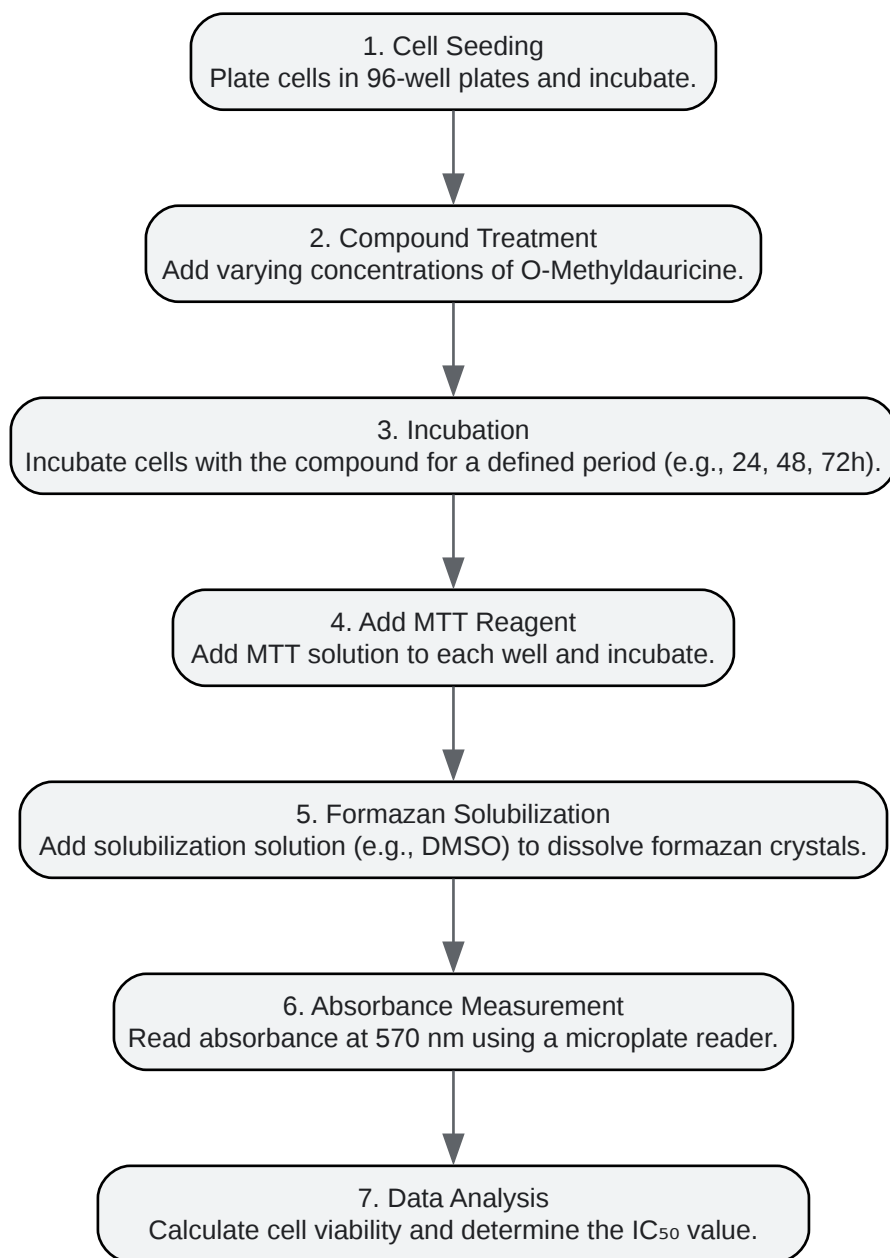 1. Cell Seeding
Plate cells in 96-well plates and incubate.
2. Compound Treatment
Add varying concentrations of O-Methyldauricine.
3. Incubation
Incubate cells with the compound for a defined period (e.g., 24, 48, 72h).
4. Add MTT Reagent
Add MTT solution to each well and incubate.
5. Formazan Solubilization
Add solubilization solution (e.g., DMSO) to dissolve formazan crystals.
6. Absorbance Measurement
Read absorbance at 570 nm using a microplate reader.
7. Data Analysis
Calculate cell viability and determine the IC₅₀ value.